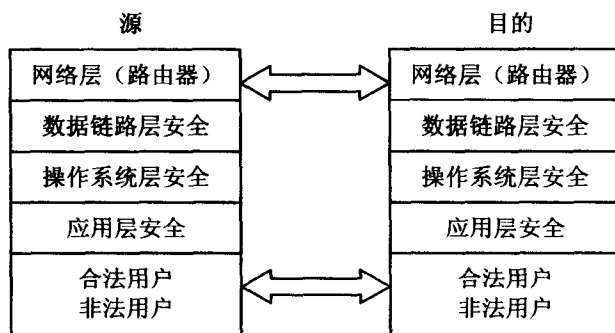 源
目的
网络层（路由器）
网络层（路由器）
数据链路层安全
数据链路层安全
操作系统层安全
操作系统层安全
应用层安全
应用层安全
合法用户
非法用户
合法用户
非法用户